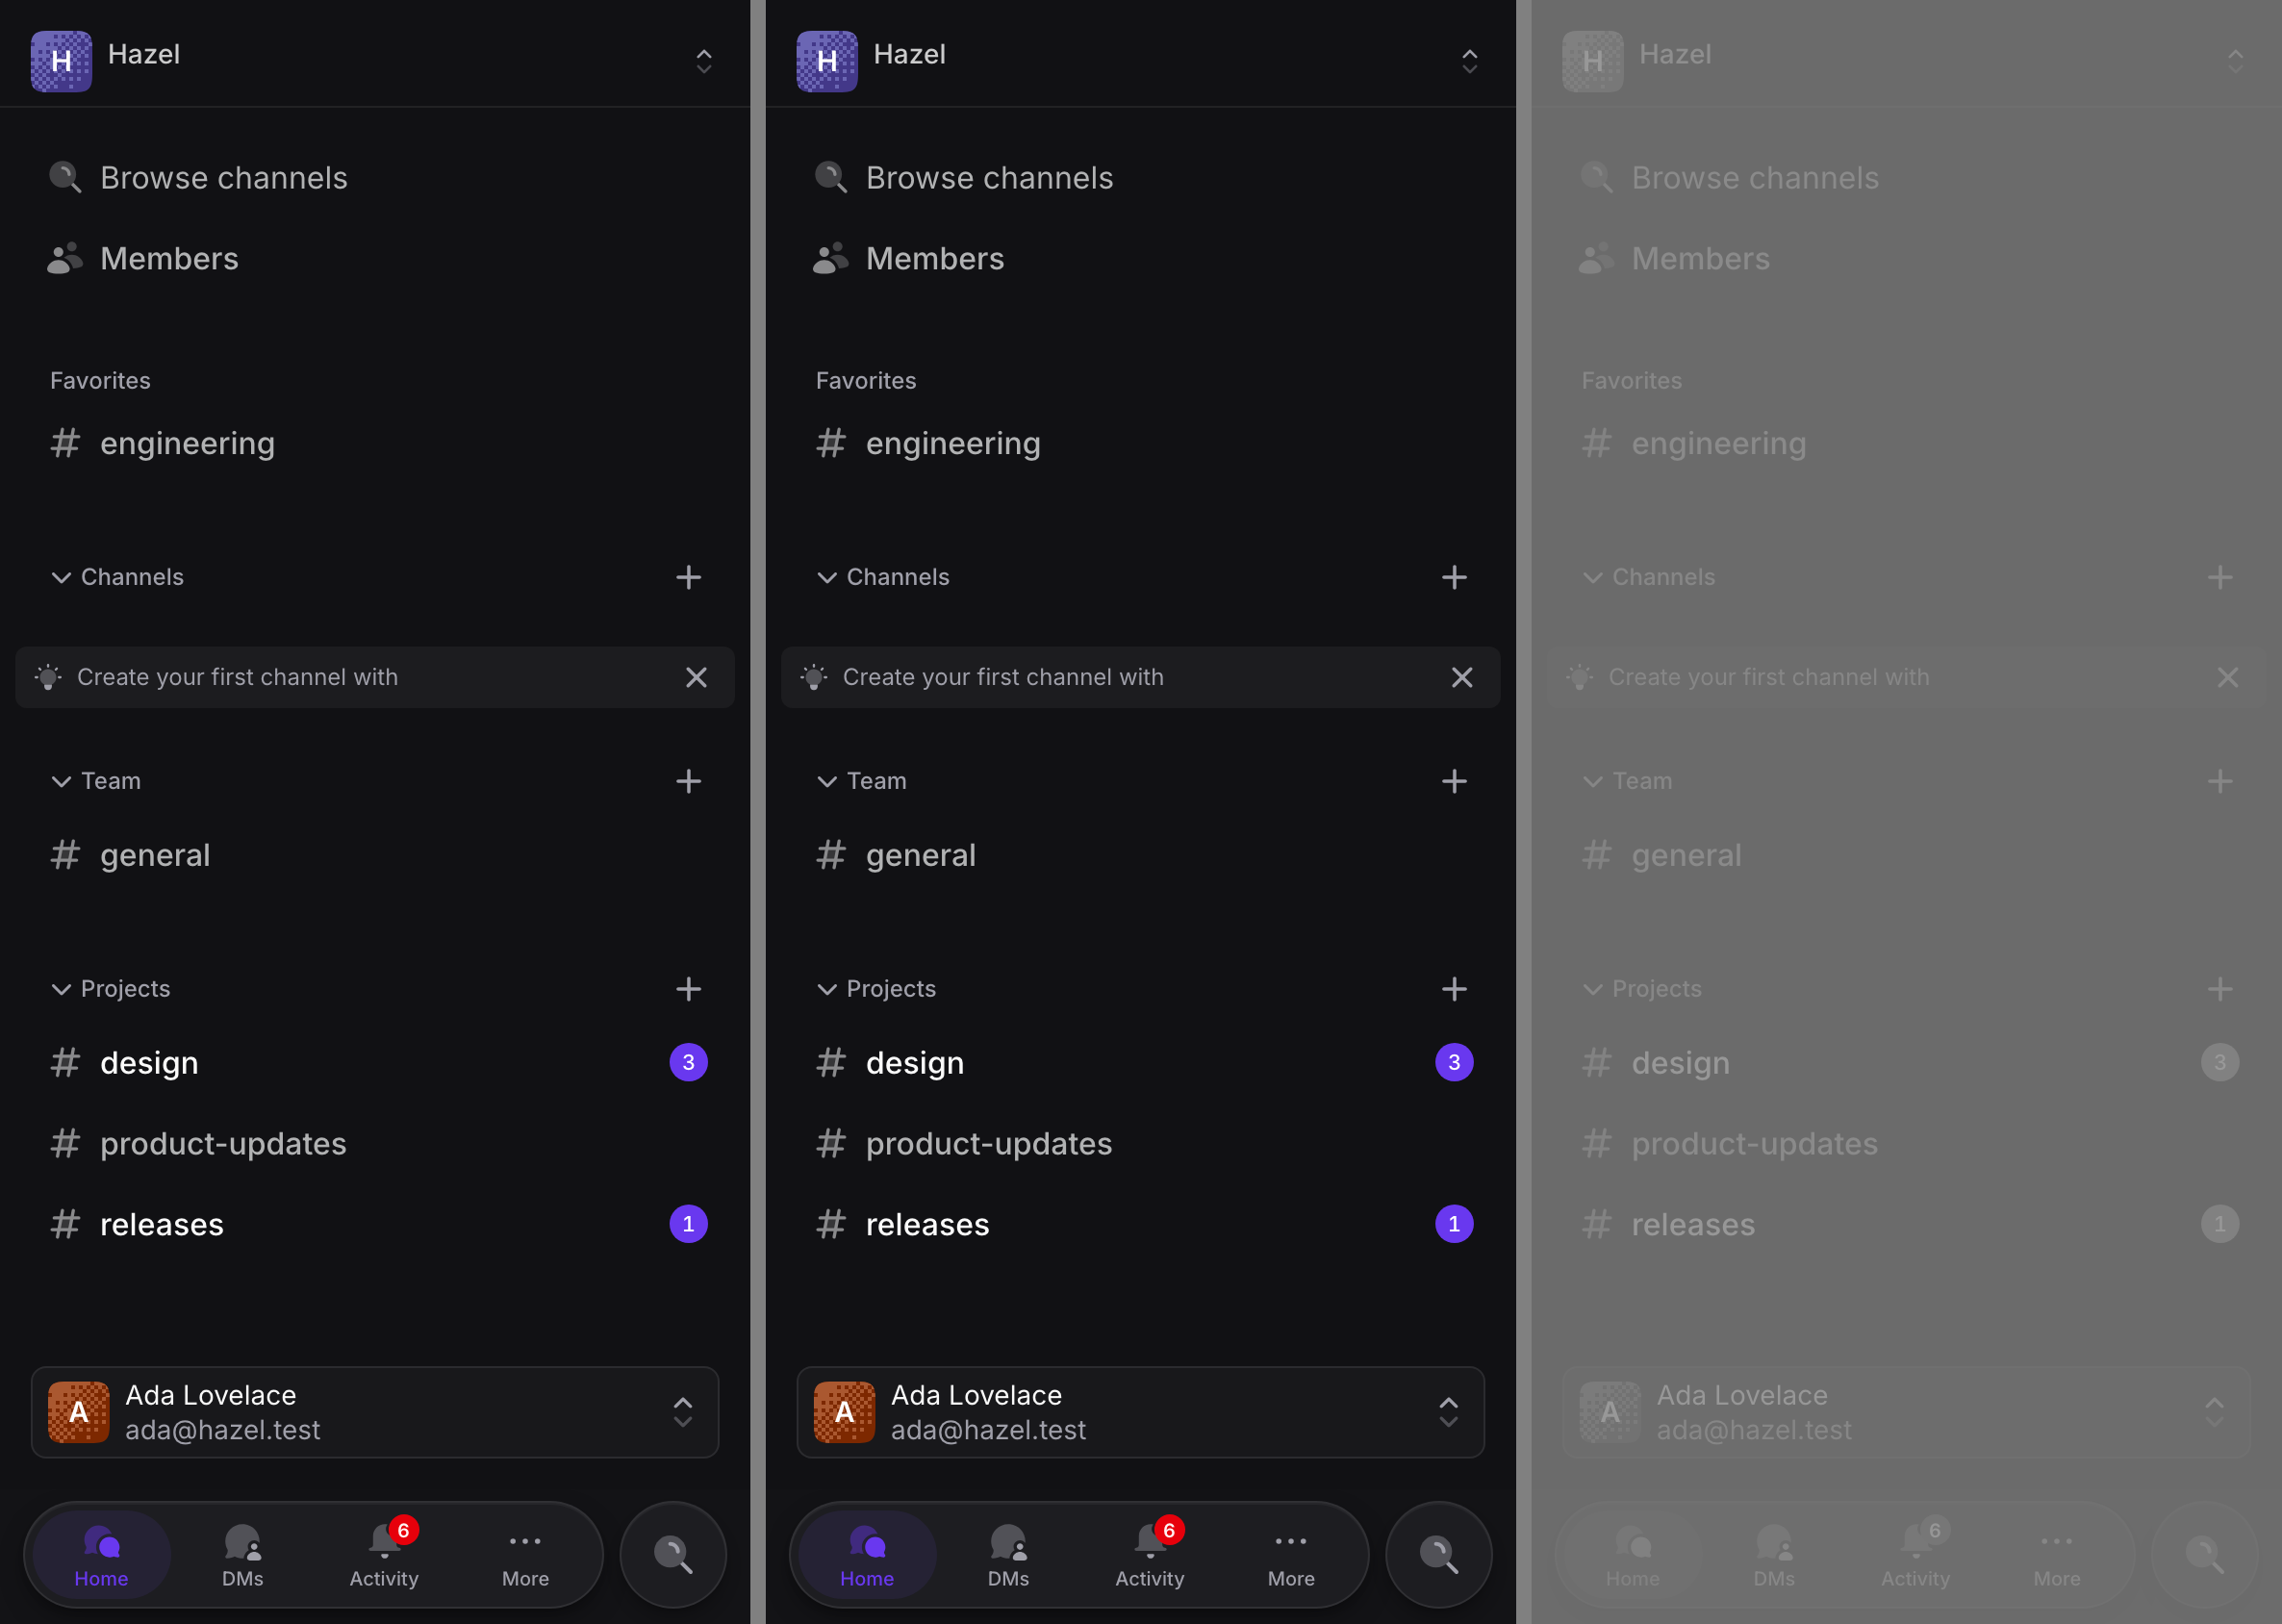 H Hazel
Browse channels
Members
Favorites
# engineering
Channels
Create your first channel with
Team
# general
Projects
# design 3
# product-updates
# releases 1
A Ada Lovelace
ada@hazel.test
6
Home DMs Activity More
H Hazel
Browse channels
Members
Favorites
# engineering
Channels
Create your first channel with
Team
# general
Projects
# design 3
# product-updates
# releases 1
A Ada Lovelace
ada@hazel.test
6
Home DMs Activity More
H Hazel
Browse channels
Members
Favorites
# engineering
Channels
Create your first channel with
Team
# general
Projects
# design 3
# product-updates
# releases 1
A Ada Lovelace
ada@hazel.test
6
Home DMs Activity More